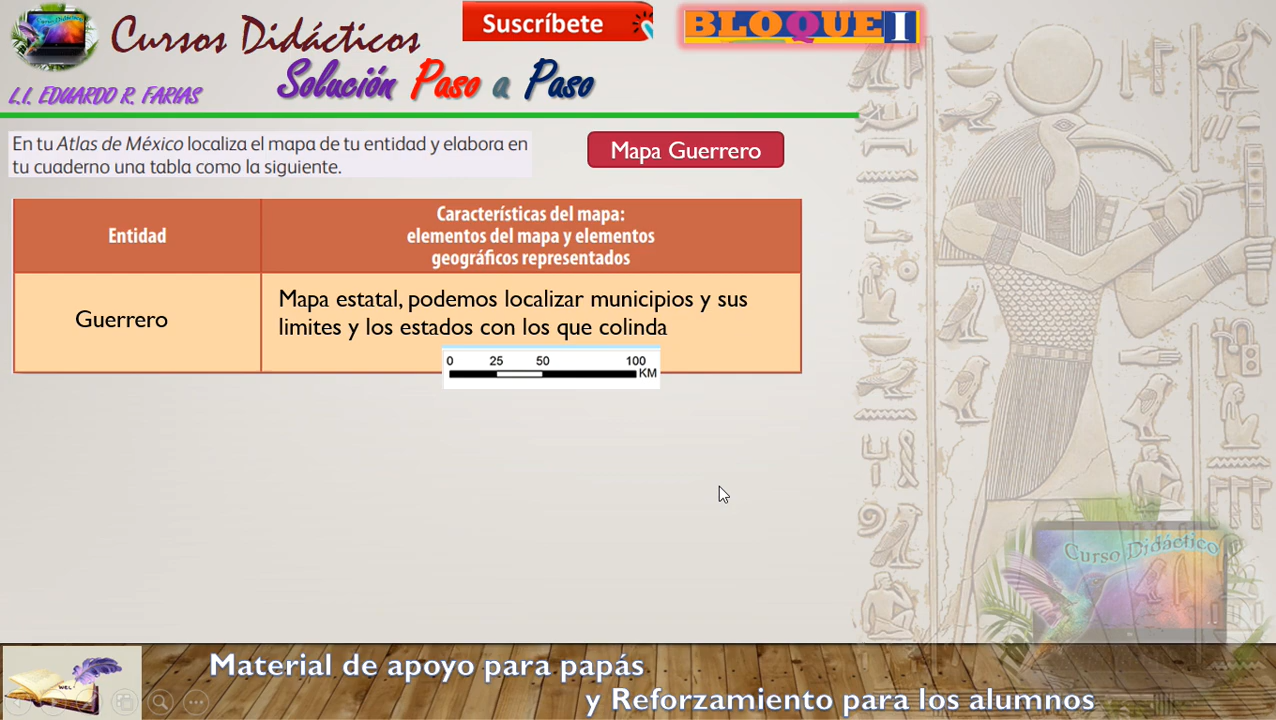 Cursos Didácticos
Suscríbete
BLOQUE I
Solución Paso a Paso
L.I. EDUARDO R. FARIAS
En tu Atlas de México localiza el mapa de tu entidad y elabora en
tu cuaderno una tabla como la siguiente.
Mapa Guerrero
Entidad
Características del mapa:
elementos del mapa y elementos
geográficos representados
Guerrero
Mapa estatal, podemos localizar municipios y sus
limites y los estados con los que colinda
0 25 50 100
KM
Curso Didáctico
Material de apoyo para papás
y Reforzamiento para los alumnos